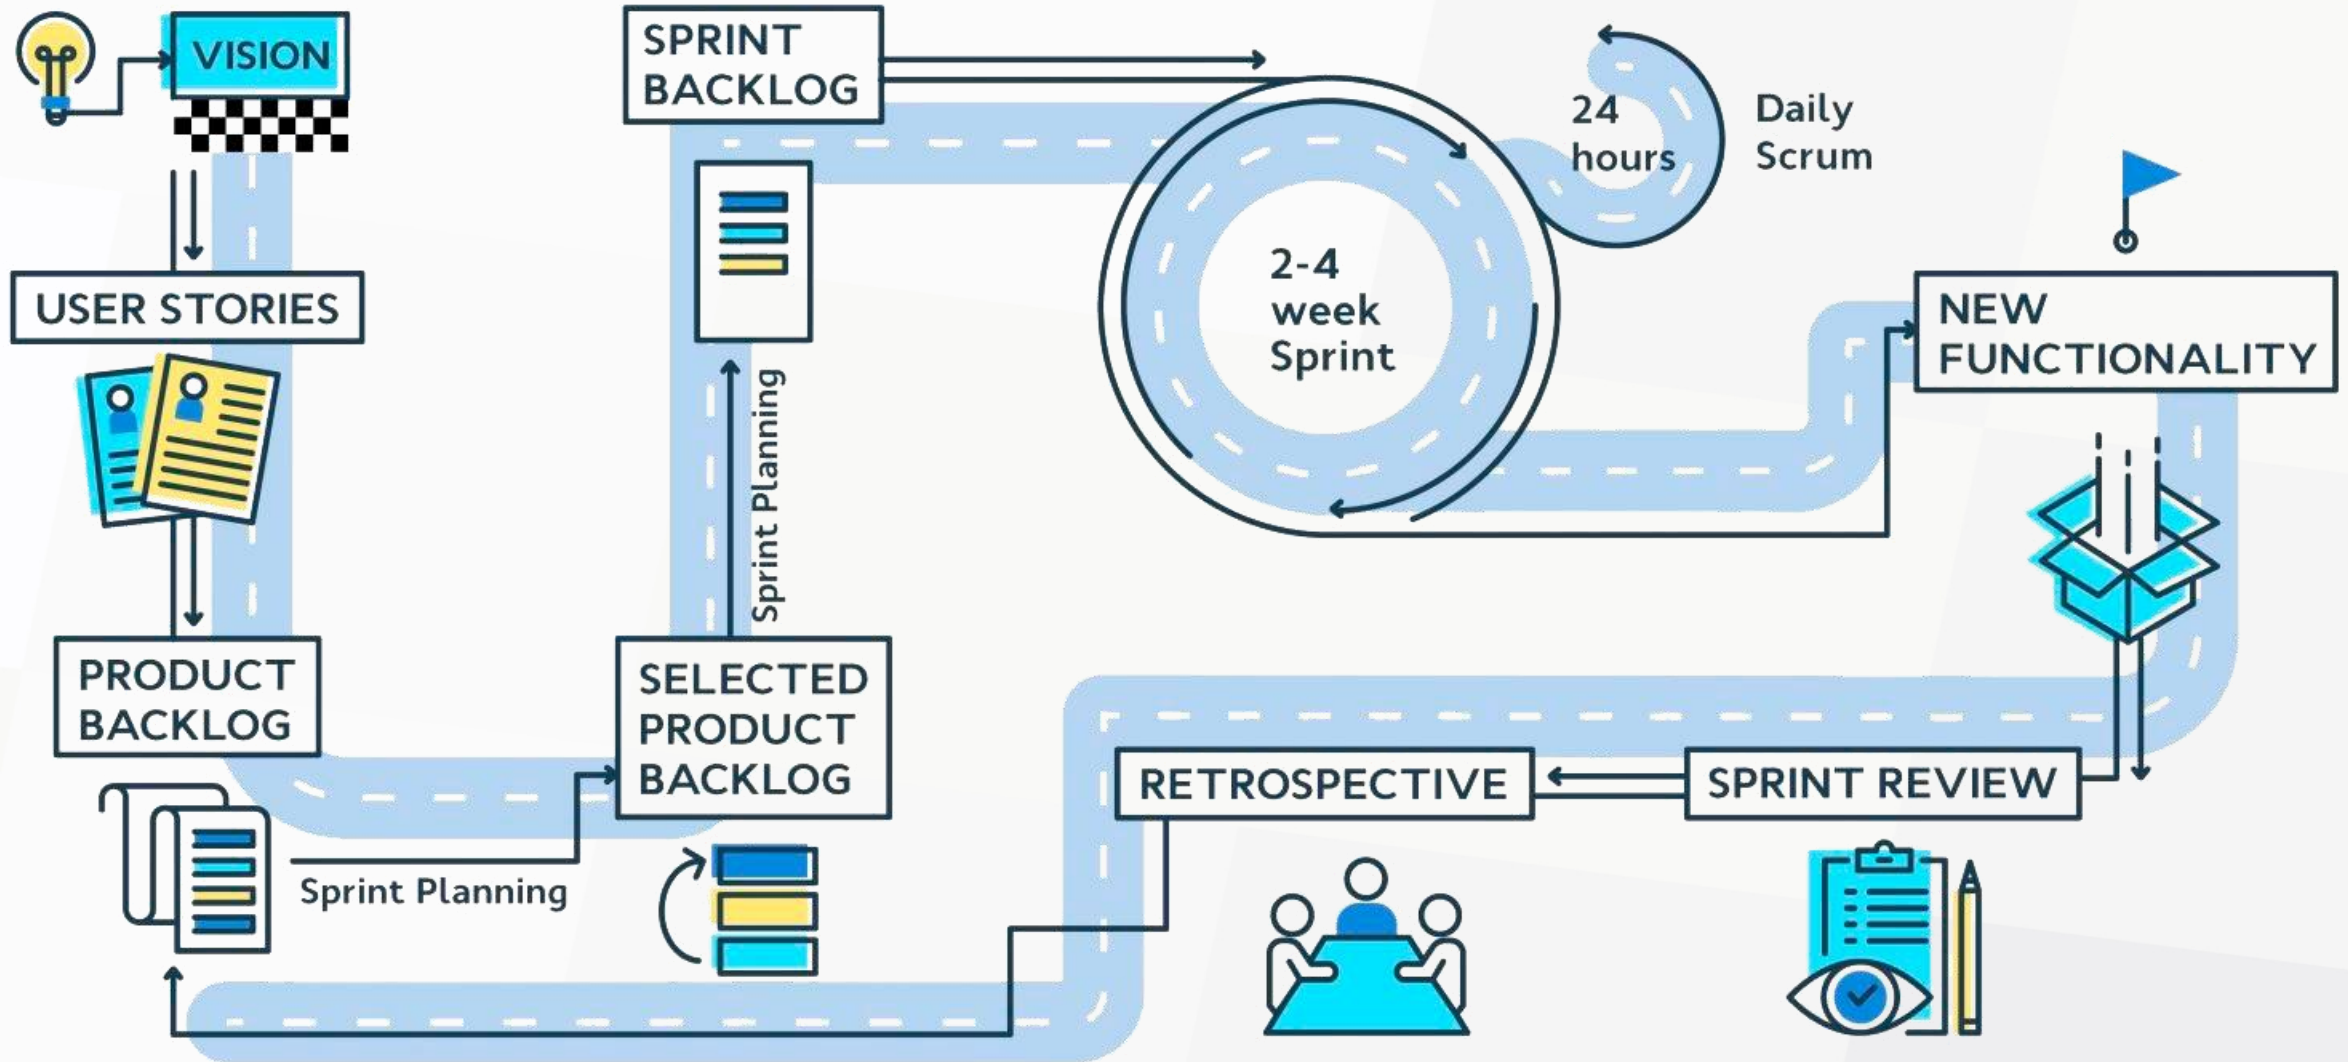 VISION
USER STORIES
PRODUCT
BACKLOG
Sprint Planning
SELECTED
PRODUCT
BACKLOG
Sprint Planning
SPRINT
BACKLOG
2-4
week
Sprint
24
hours
Daily
Scrum
NEW
FUNCTIONALITY
SPRINT REVIEW
RETROSPECTIVE